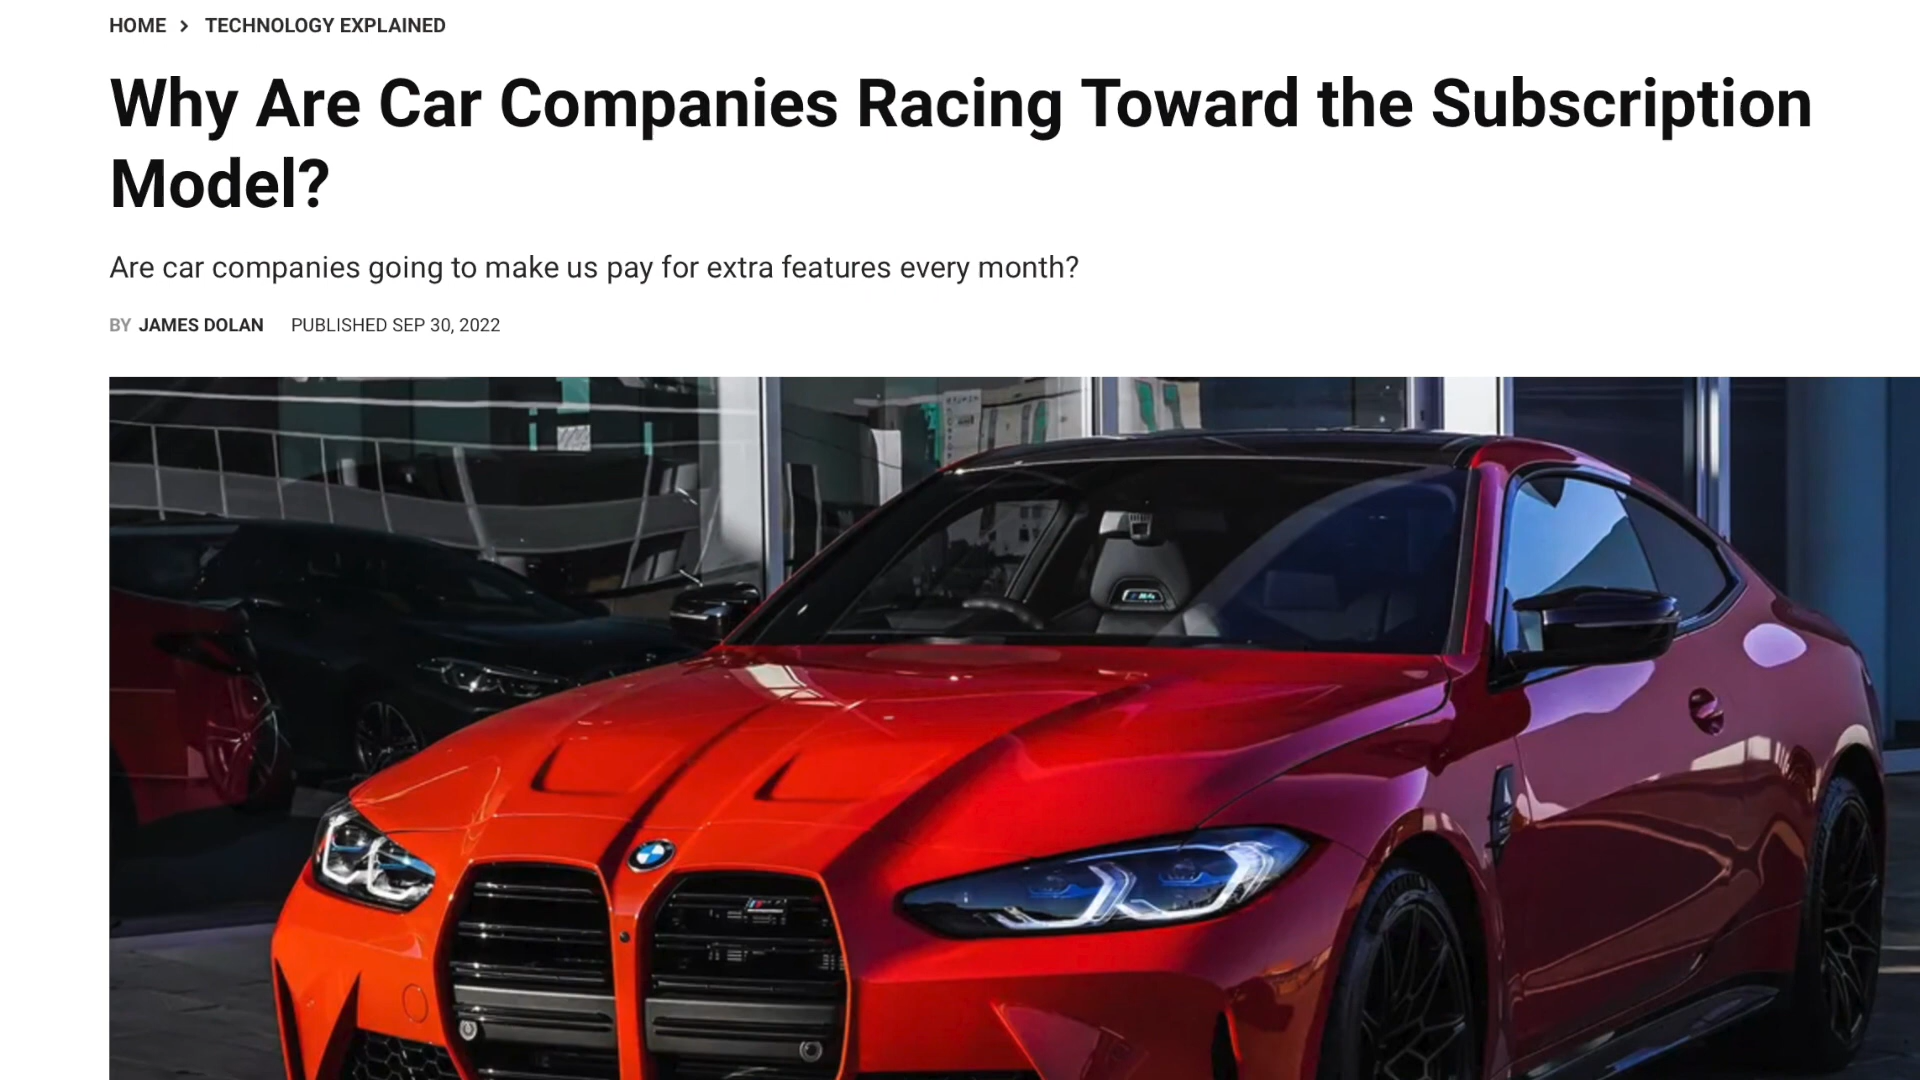 HOME > TECHNOLOGY EXPLAINED
Why Are Car Companies Racing Toward the Subscription
Model?
Are car companies going to make us pay for extra features every month?
BY JAMES DOLAN PUBLISHED SEP 30, 2022